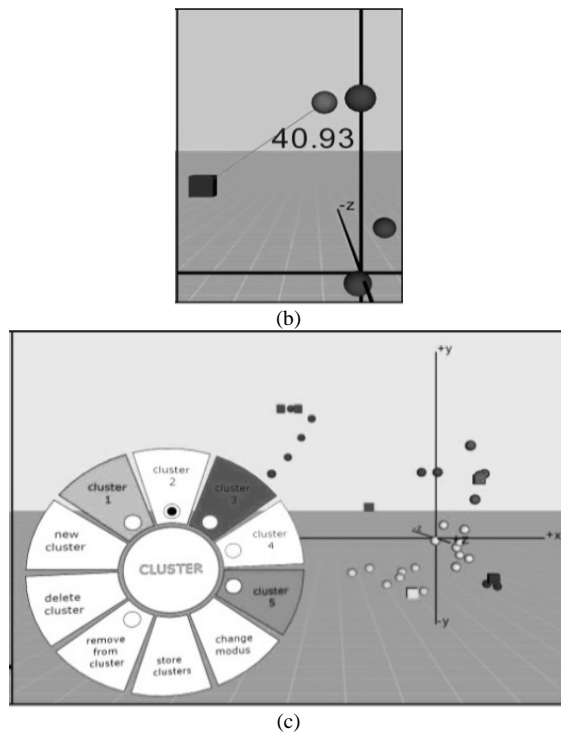 40.93
-z
(b)
+y
cluster
2
cluster
1
cluster
3
cluster
4
new
cluster
CLUSTER
-z
+z
+x
cluster
5
delete
cluster
remove
from
cluster
store
clusters
change
modus
-y
(c)